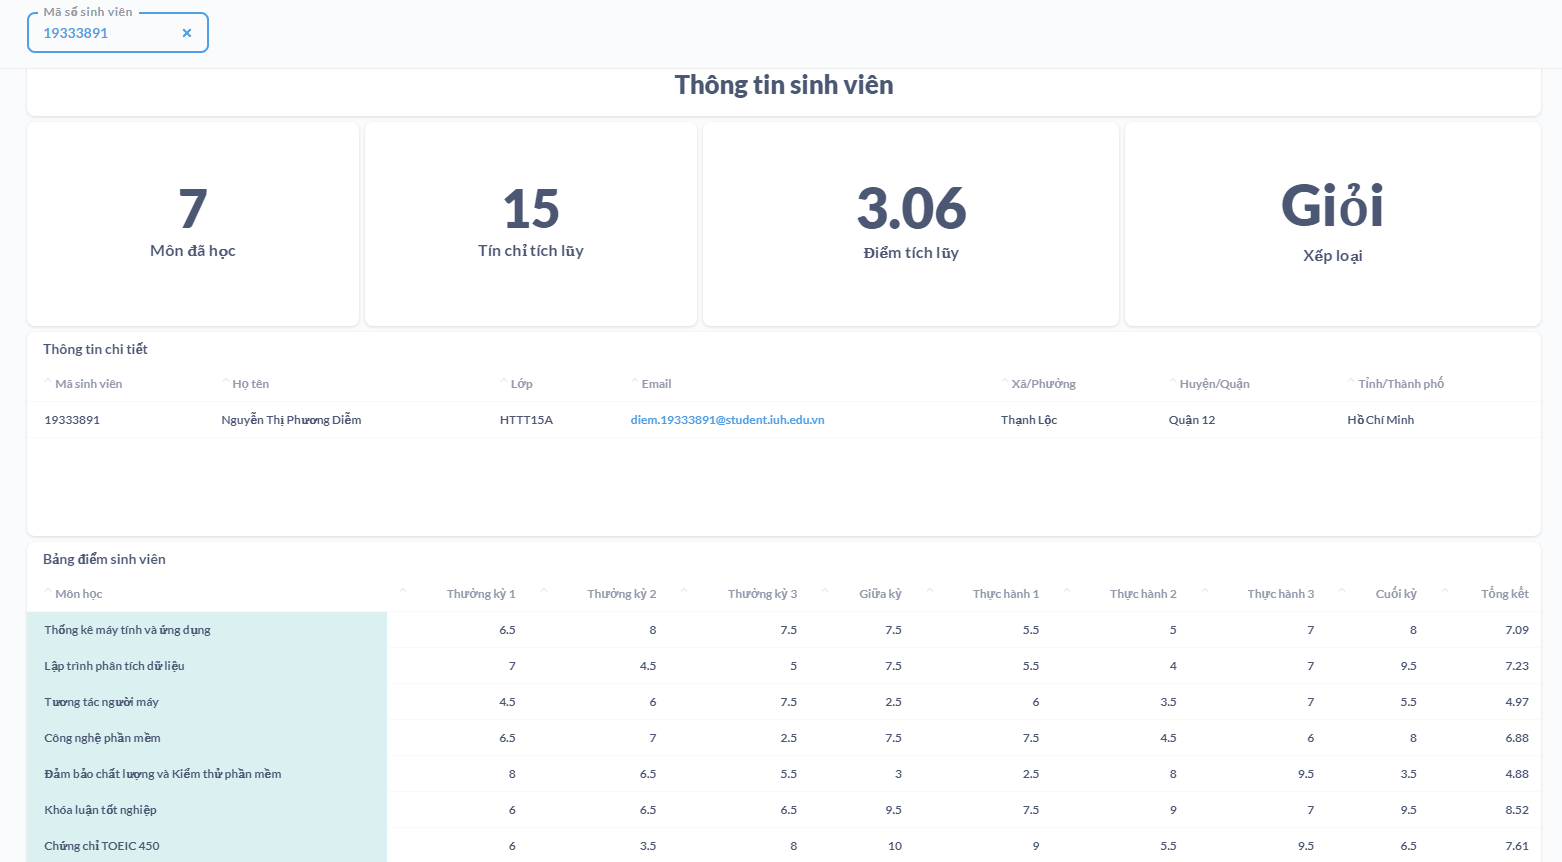 Mã số sinh viên
19333891
Thông tin sinh viên
7
Môn đã học
15
Tín chỉ tích lũy
3.06
Điểm tích lũy
Giỏi
Xếp loại
Thông tin chi tiết
Mã sinh viên Họ tên Lớp Email Xã/Phường Huyện/Quận Tỉnh/Thành phố
19333891 Nguyễn Thị Phương Diễm HTTT15A diem.19333891@student.iuh.edu.vn Thạnh Lộc Quận 12 Hồ Chí Minh
Bảng điểm sinh viên
Môn học Thường kỳ 1 Thường kỳ 2 Thường kỳ 3 Giữa kỳ Thực hành 1 Thực hành 2 Thực hành 3 Cuối kỳ Tổng kết
Thống kê máy tính và ứng dụng 6.5 8 7.5 7.5 5.5 5 7 8 7.09
Lập trình phân tích dữ liệu 7 4.5 5 7.5 5.5 4 7 9.5 7.23
Tương tác người máy 4.5 6 7.5 2.5 6 3.5 7 5.5 4.97
Công nghệ phần mềm 6.5 7 2.5 7.5 7.5 4.5 6 8 6.88
Đảm bảo chất lượng và Kiểm thử phần mềm 8 6.5 5.5 3 2.5 8 9.5 3.5 4.88
Khóa luận tốt nghiệp 6 6.5 6.5 9.5 7.5 9 7 9.5 8.52
Chứng chỉ TOEIC 450 6 3.5 8 10 9 5.5 9.5 6.5 7.61